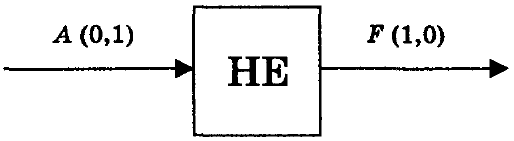 A (0,1)
HE
F (1,0)